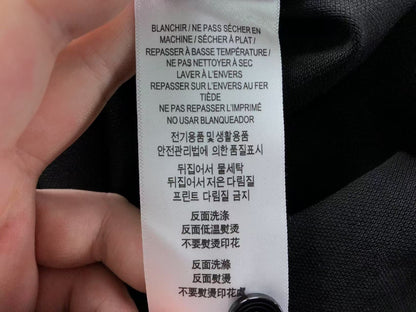 BLANCHIR / NE PAS SÉCHER EN
MACHINE / SÉCHER À PLAT /
REPASSER À BASSE TEMPÉRATURE /
NE PAS NETTOYER À SEC
LAVER À L'ENVERS
REPASSER SUR L'ENVERS AU FER
TIÈDE
NE PAS REPASSER L'IMPRIMÉ
NO USAR BLANQUEADOR
전기용품 및 생활용품
안전관리법에 의한 품질표시
뒤집어서 물세탁
뒤집어서 저온 다림질
프린트 다림질 금지
反面洗涤
反面低温熨烫
不要熨烫印花
反面洗滌
反面熨燙
不要熨燙印花處